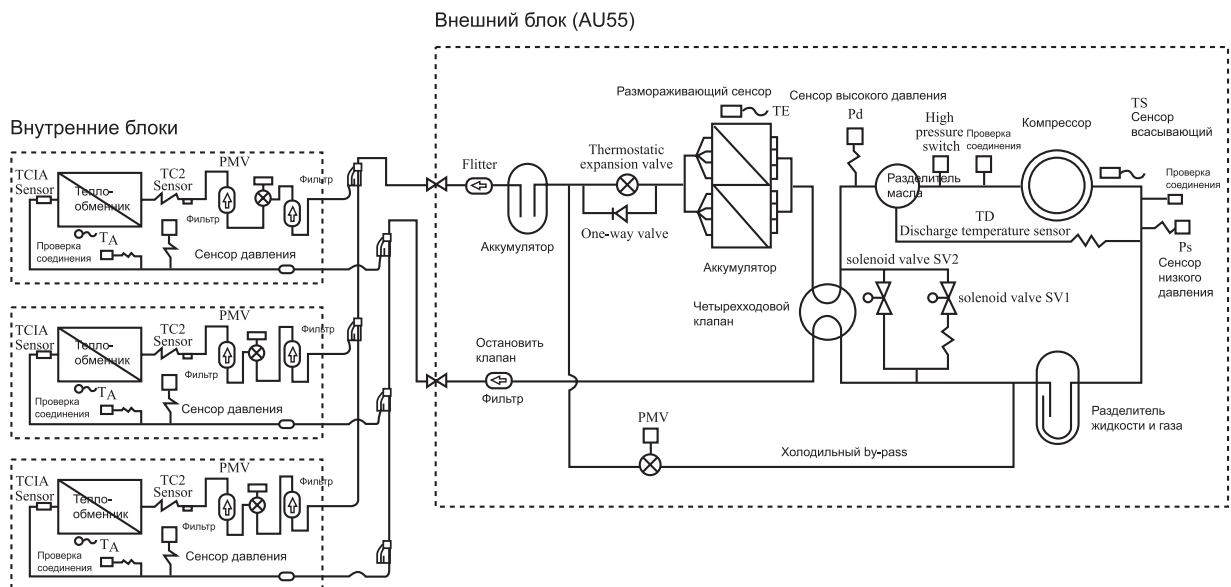 Внешний блок (AU55)
Внутренние блоки
TC1A
Sensor
Тепло-
обменник
TC2
Sensor
PMV
Фильтр
Фильтр
TA
Проверка
соединения
Сенсор давления
TC1A
Sensor
Тепло-
обменник
TC2
Sensor
PMV
Фильтр
Фильтр
TA
Проверка
соединения
Сенсор давления
TC1A
Sensor
Тепло-
обменник
TC2
Sensor
PMV
Фильтр
Фильтр
TA
Проверка
соединения
Сенсор давления
Flitter
Аккумулятор
Thermostatic
expansion valve
One-way valve
Размораживающий сенсор
TE
Аккумулятор
Сенсор высокого давления
Pd
High
pressure
switch
Проверка
соединения
Компрессор
TS
Сенсор
всасывающий
Проверка
соединения
Разделитель
масла
TD
Discharge temperature sensor
Ps
Сенсор
низкого
давления
solenoid valve SV2
solenoid valve SV1
Четырехходовой
клапан
Остановить
клапан
Фильтр
PMV
Холодильный by-pass
Разделитель
жидкости и газа